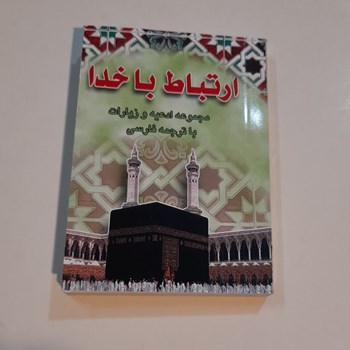 ارتباط با خدا
مجموعه ادعیه و زیارات
با ترجمه فارسی